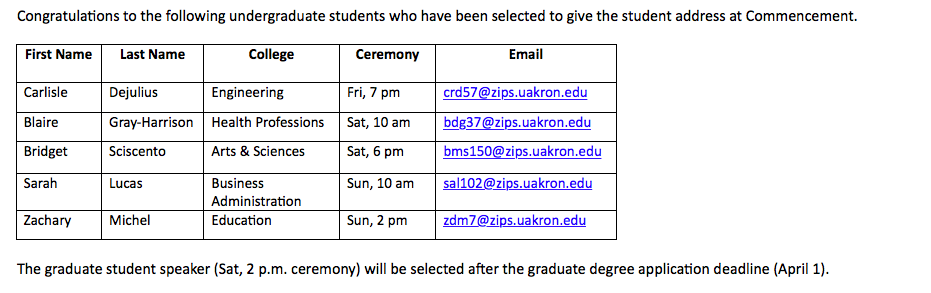 Congratulations to the following undergraduate students who have been selected to give the student address at Commencement.
First Name Last Name College Ceremony Email
Carlisle Dejulius Engineering Fri, 7 pm crd57@zips.uakron.edu
Blaire Gray-Harrison Health Professions Sat, 10 am bdg37@zips.uakron.edu
Bridget Sciscento Arts & Sciences Sat, 6 pm bms150@zips.uakron.edu
Sarah Lucas Business Sun, 10 am sal102@zips.uakron.edu
Administration
Zachary Michel Education Sun, 2 pm zdm7@zips.uakron.edu
The graduate student speaker (Sat, 2 p.m. ceremony) will be selected after the graduate degree application deadline (April 1).